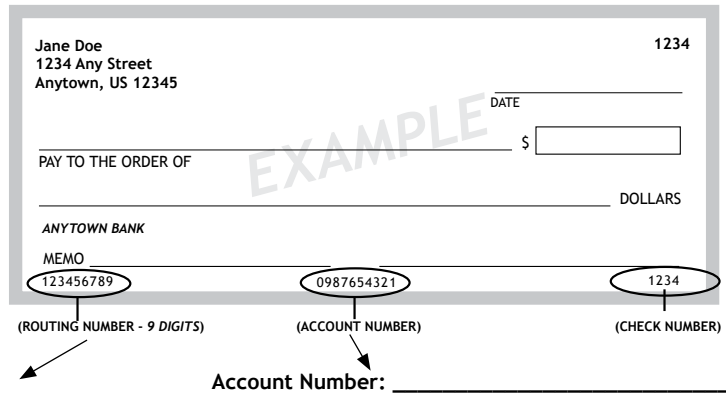 Jane Doe
1234
1234 Any Street
Anytown, US 12345
DATE
EXAMPLE
$
PAY TO THE ORDER OF
DOLLARS
ANYTOWN BANK
MEMO
123456789
0987654321
1234
(ROUTING NUMBER - 9 DIGITS)
(ACCOUNT NUMBER)
(CHECK NUMBER)
Account Number: